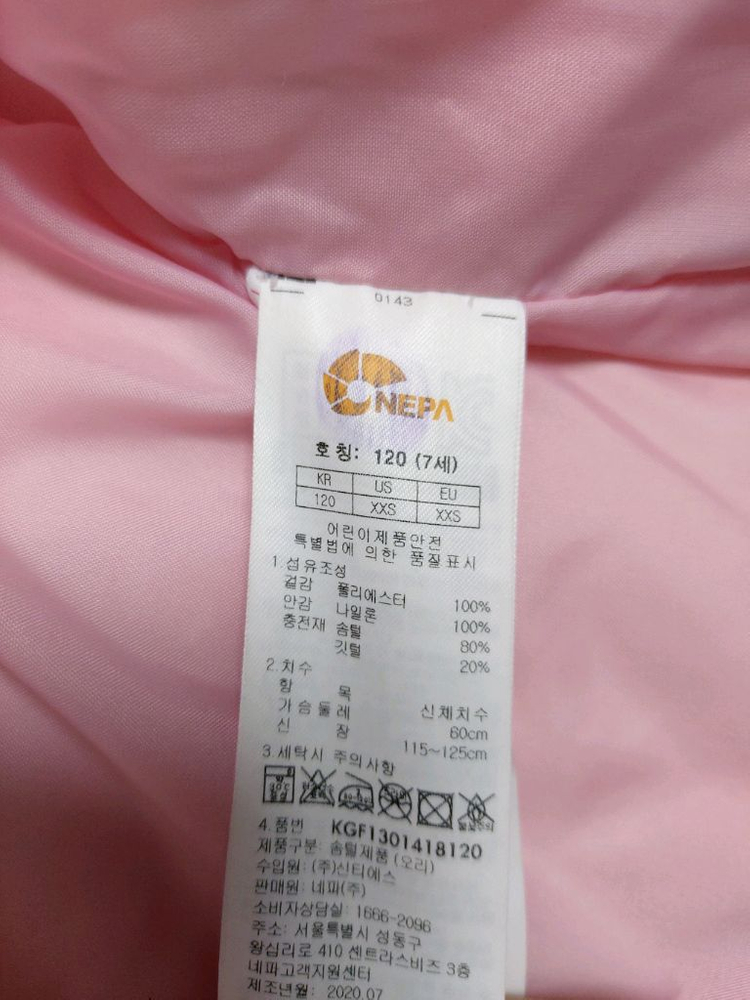 0143
NEPA
호칭: 120 (7세)
KR US EU
120 XXS XXS
어린이제품안전
특별법에 의한 품질표시
1.섬유조성
겉감 폴리에스터 100%
안감 나일론 100%
충전재 솜털 80%
깃털 20%
2.치수
항 목 신체치수
가슴둘레 60cm
신 장 115~125cm
3.세탁시 주의사항
4.품번 KGF1301418120
제품구분: 솜털제품 (오리)
수입원: (주)신티에스
판매원: 네파(주)
소비자상담실: 1666-2096
주소: 서울특별시 성동구
왕십리로 410 센트라스비즈 3층
네파고객지원센터
제조년월: 2020.07